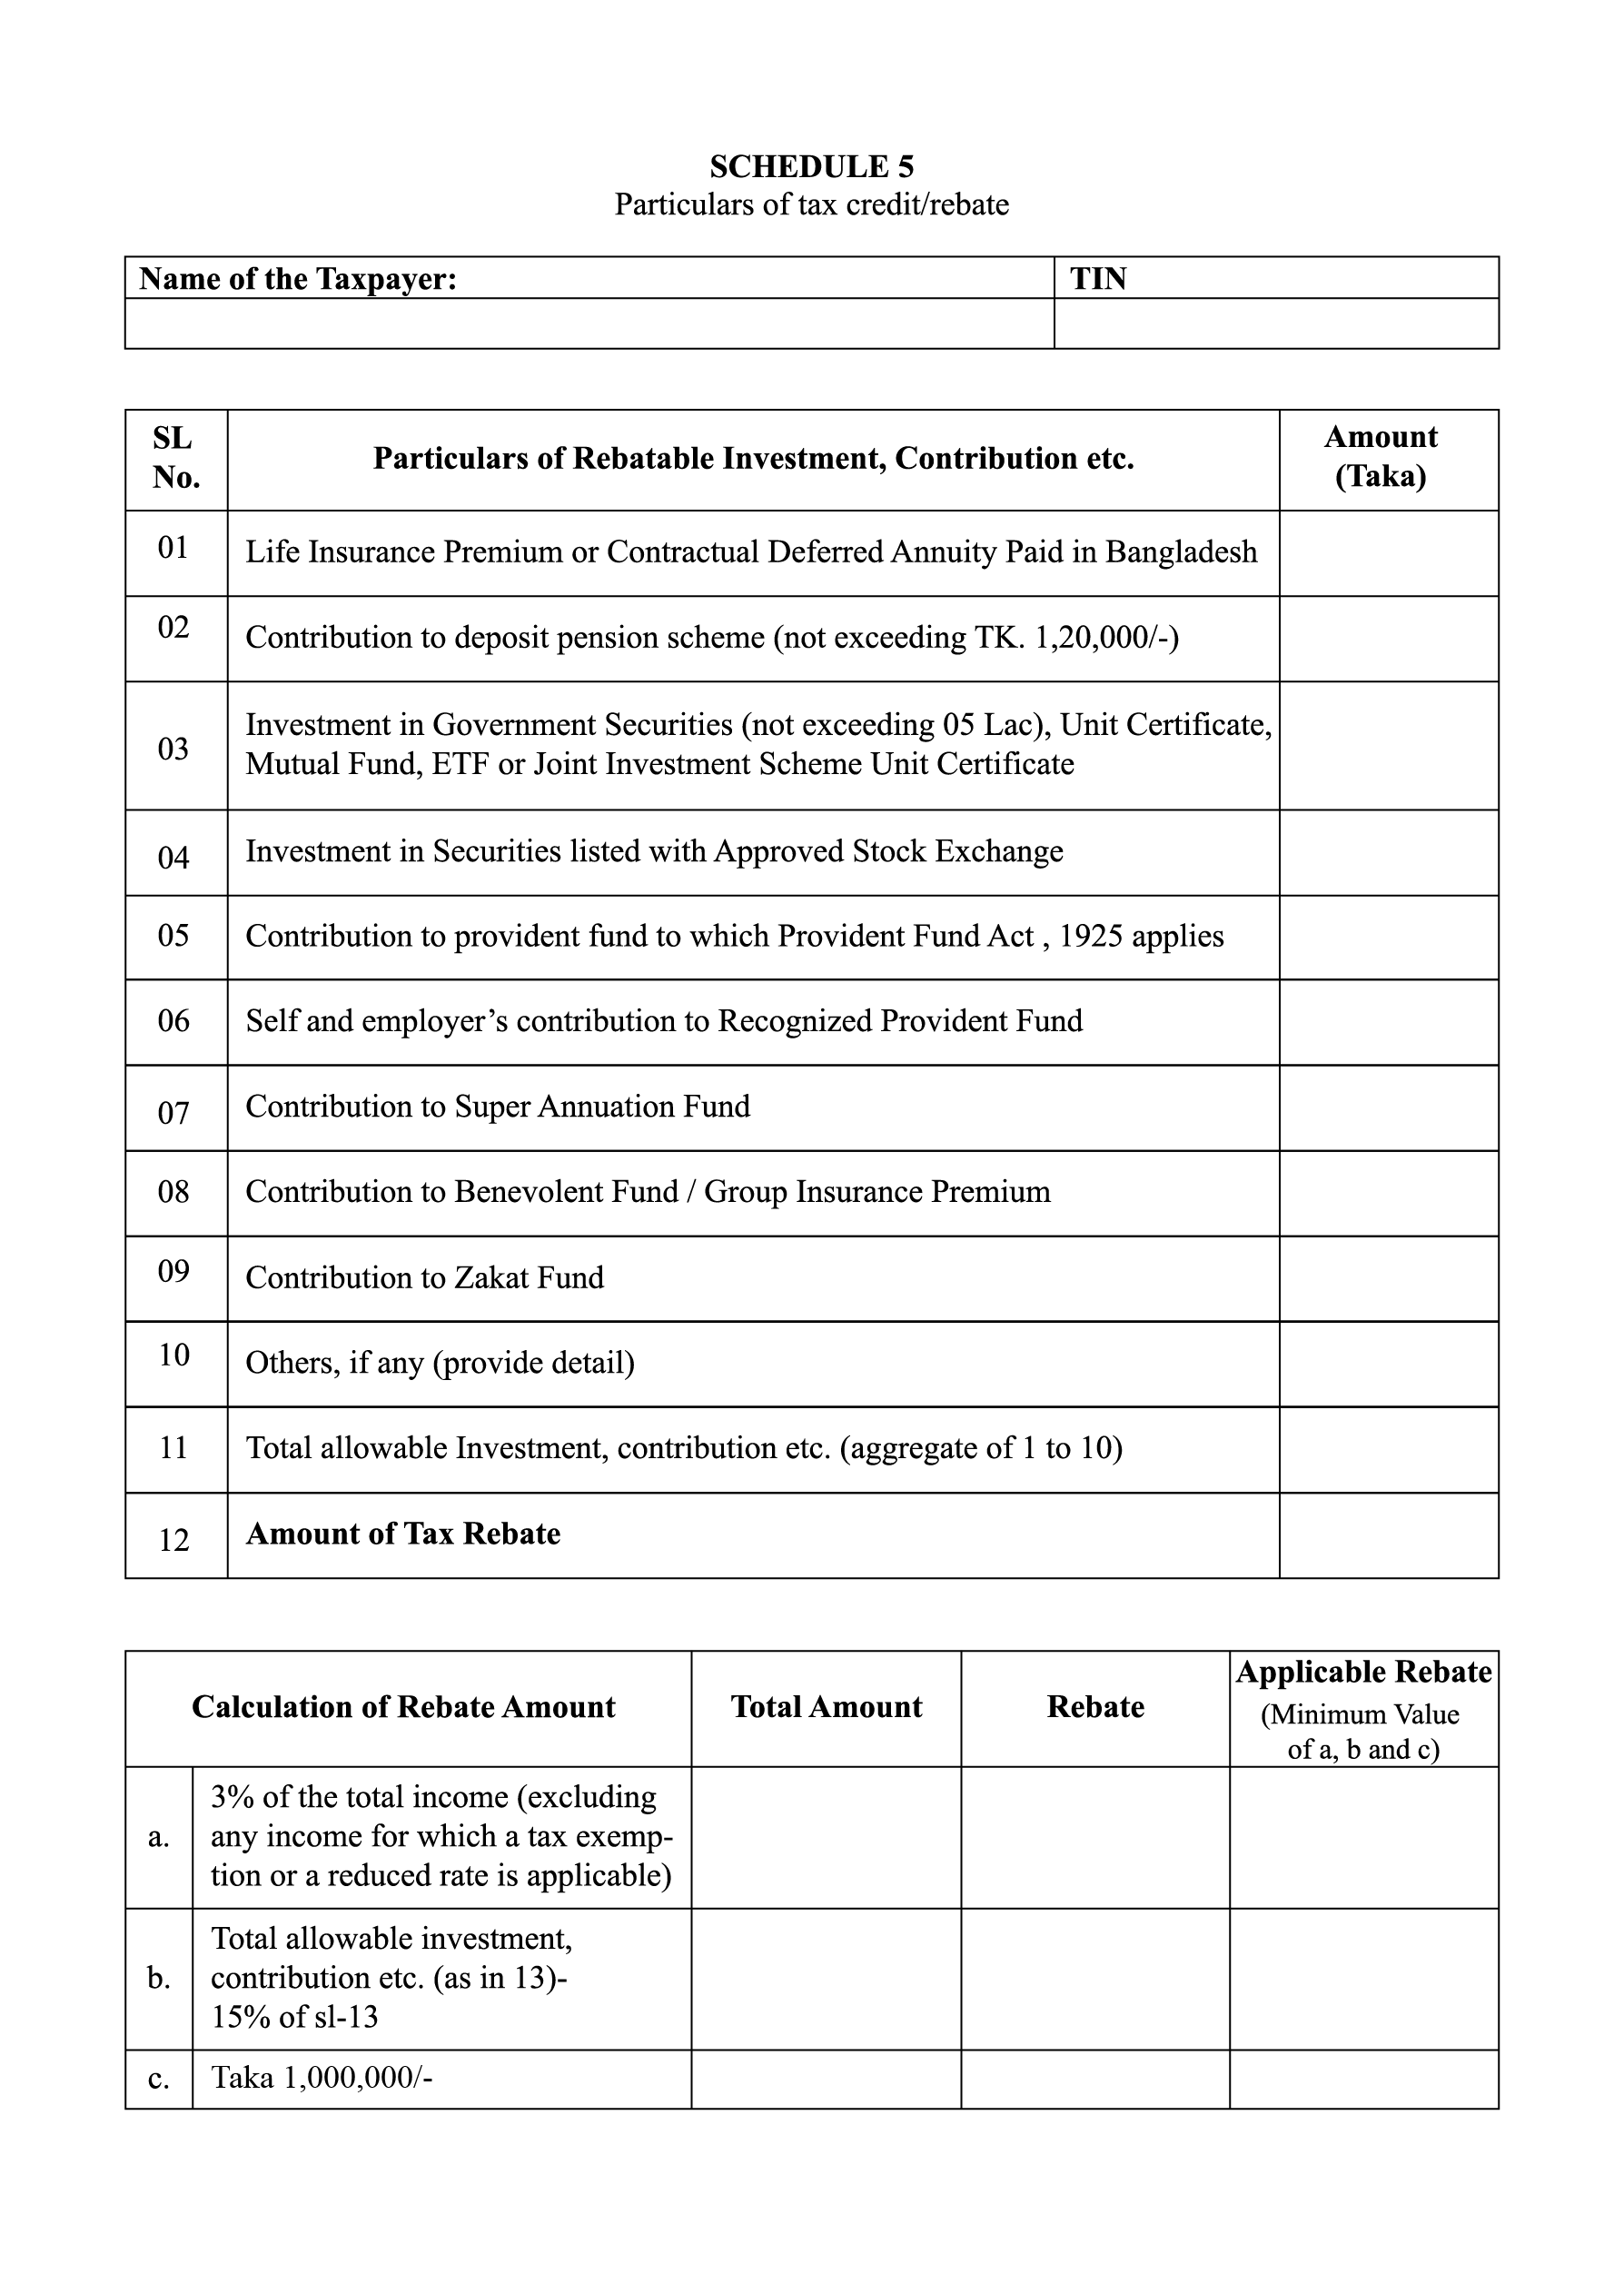 SCHEDULE 5
Particulars of tax credit/rebate
Name of the Taxpayer:
TIN
SL
No.
Particulars of Rebatable Investment, Contribution etc.
Amount
(Taka)
01
Life Insurance Premium or Contractual Deferred Annuity Paid in Bangladesh
02
Contribution to deposit pension scheme (not exceeding TK. 1,20,000/-)
03
Investment in Government Securities (not exceeding 05 Lac), Unit Certificate,
Mutual Fund, ETF or Joint Investment Scheme Unit Certificate
04
Investment in Securities listed with Approved Stock Exchange
05
Contribution to provident fund to which Provident Fund Act , 1925 applies
06
Self and employer’s contribution to Recognized Provident Fund
07
Contribution to Super Annuation Fund
08
Contribution to Benevolent Fund / Group Insurance Premium
09
Contribution to Zakat Fund
10
Others, if any (provide detail)
11
Total allowable Investment, contribution etc. (aggregate of 1 to 10)
12
Amount of Tax Rebate
Calculation of Rebate Amount
Total Amount
Rebate
Applicable Rebate
(Minimum Value
of a, b and c)
a.
3% of the total income (excluding
any income for which a tax exemp-
tion or a reduced rate is applicable)
b.
Total allowable investment,
contribution etc. (as in 13)-
15% of sl-13
c.
Taka 1,000,000/-